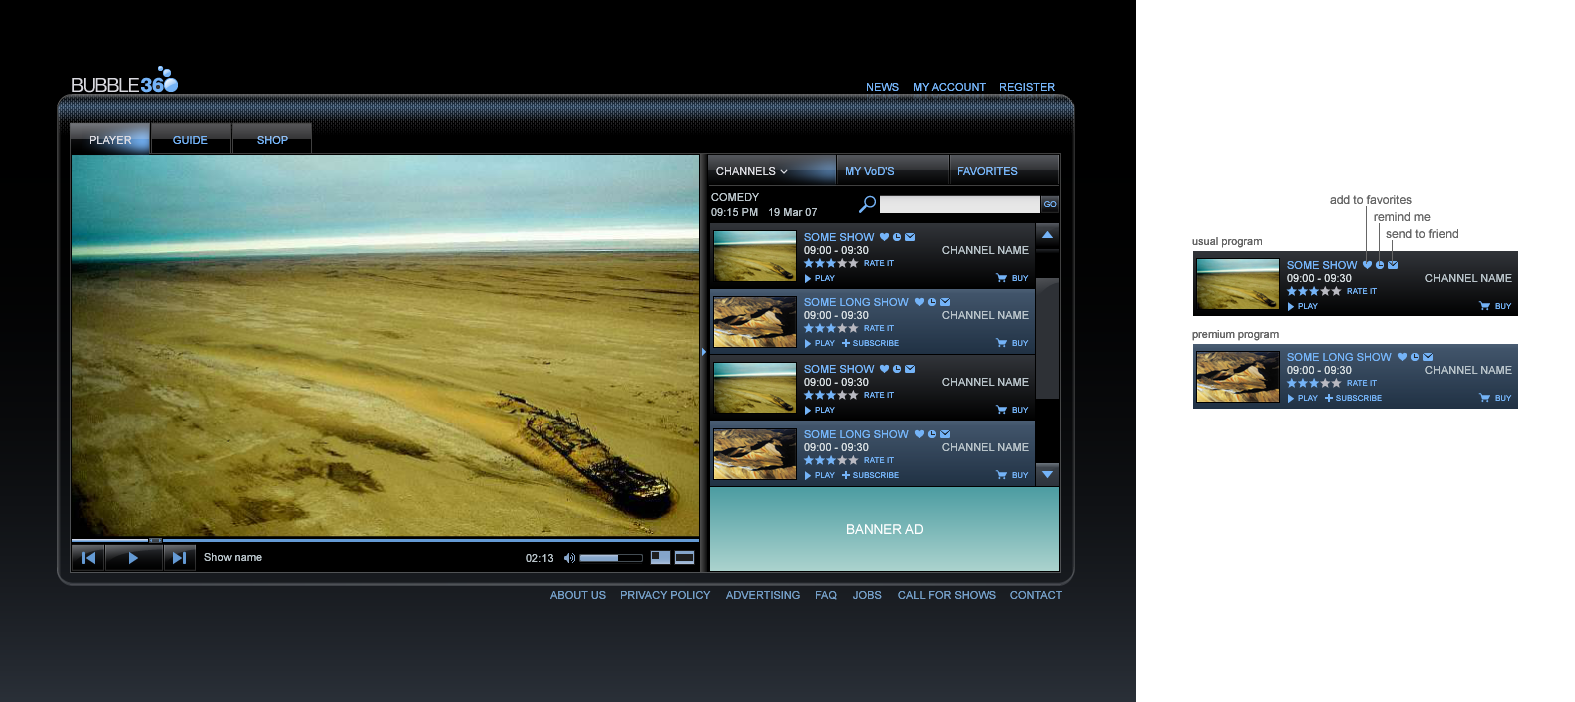 BUBBLE360
NEWS MY ACCOUNT REGISTER
PLAYER GUIDE SHOP
CHANNELS MY VoD'S FAVORITES
COMEDY
09:15 PM 19 Mar 07
GO
SOME SHOW
09:00 - 09:30 CHANNEL NAME
RATE IT
PLAY BUY
SOME LONG SHOW
09:00 - 09:30 CHANNEL NAME
RATE IT
PLAY SUBSCRIBE BUY
SOME SHOW
09:00 - 09:30 CHANNEL NAME
RATE IT
PLAY BUY
SOME LONG SHOW
09:00 - 09:30 CHANNEL NAME
RATE IT
PLAY SUBSCRIBE BUY
BANNER AD
Show name 02:13
ABOUT US PRIVACY POLICY ADVERTISING FAQ JOBS CALL FOR SHOWS CONTACT
add to favorites
remind me
send to friend
usual program
SOME SHOW
09:00 - 09:30 CHANNEL NAME
RATE IT
PLAY BUY
premium program
SOME LONG SHOW
09:00 - 09:30 CHANNEL NAME
RATE IT
PLAY SUBSCRIBE BUY